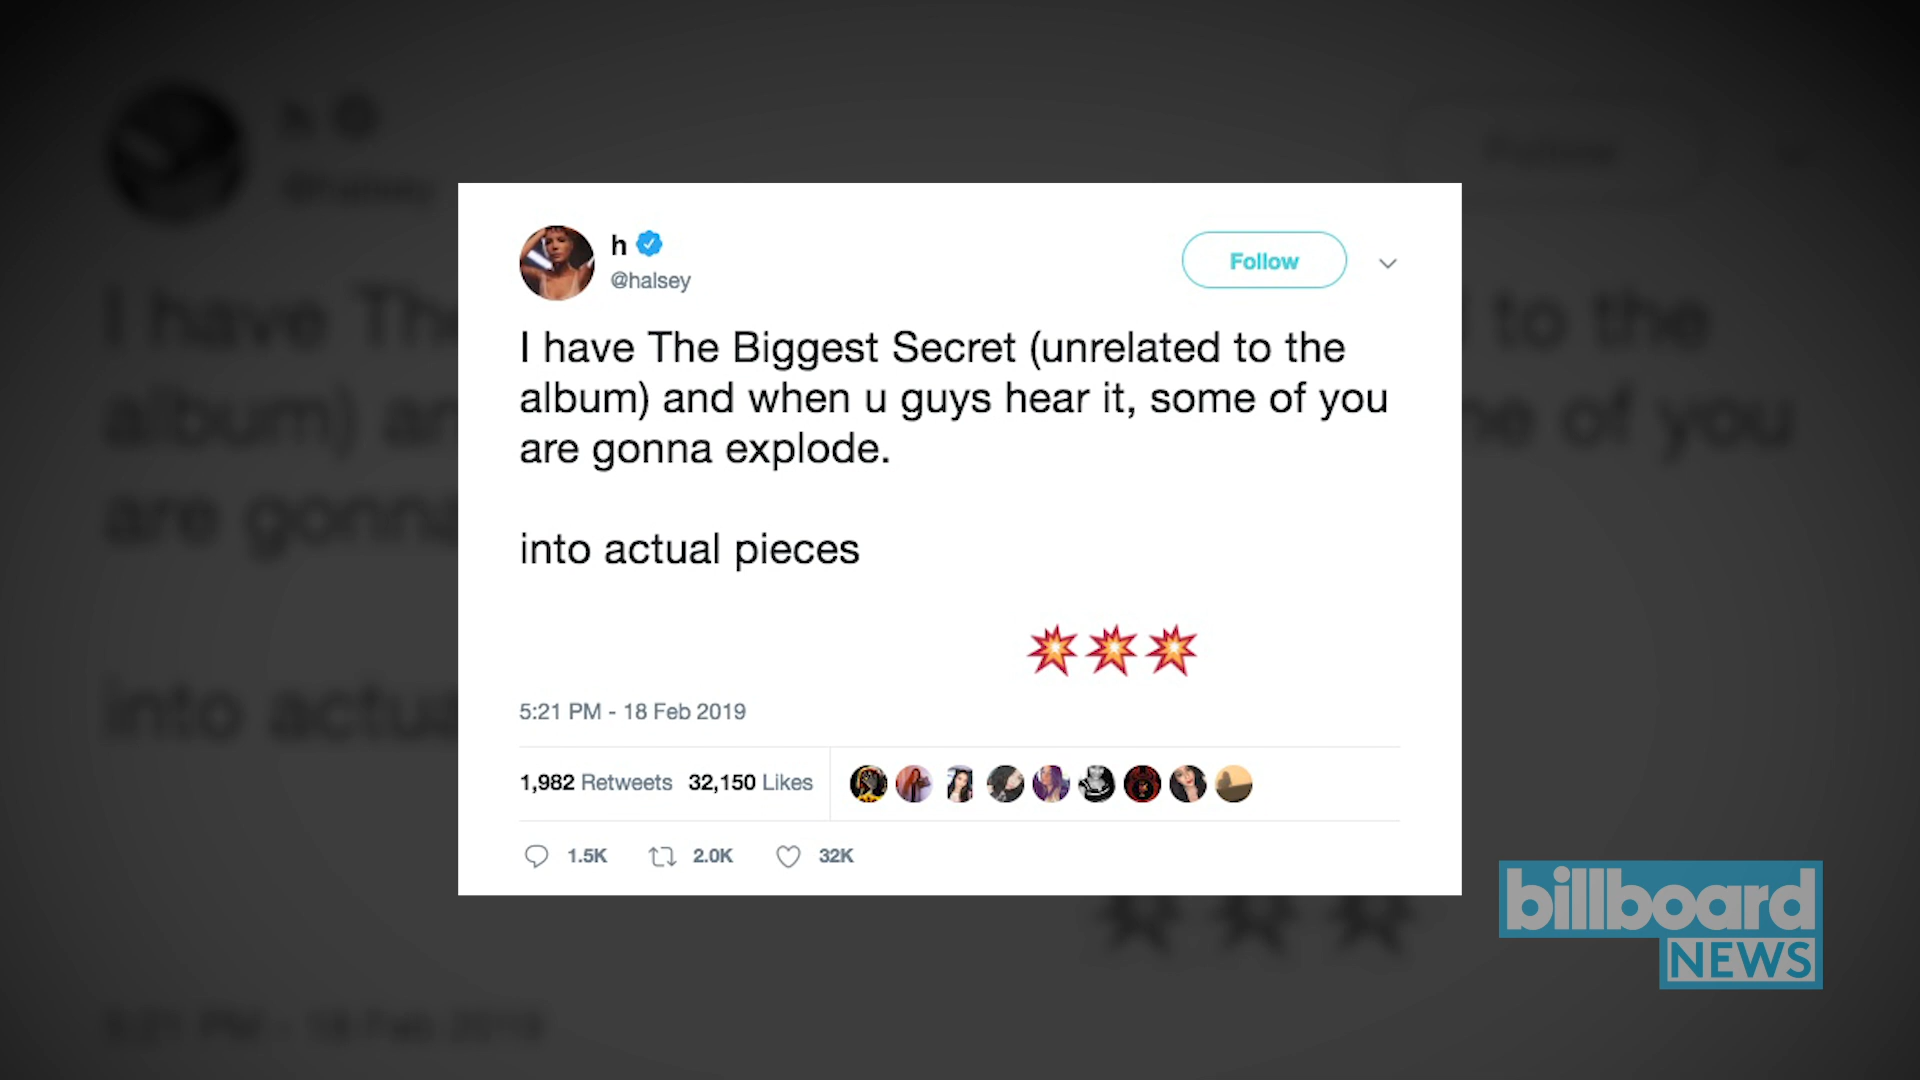 h
@halsey
Follow
I have The Biggest Secret (unrelated to the
album) and when u guys hear it, some of you
are gonna explode.
into actual pieces
💥💥💥
5:21 PM - 18 Feb 2019
1,982 Retweets 32,150 Likes
1.5K 2.0K 32K
billboard
NEWS